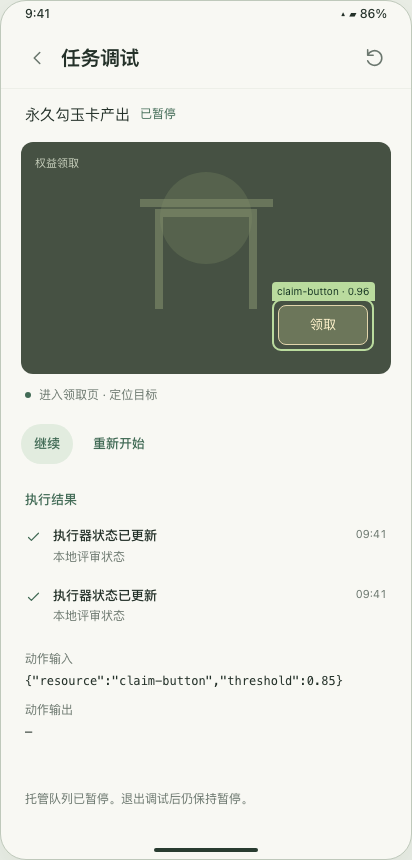 9:41
86%
任务调试
永久勾玉卡产出 已暂停
权益领取
claim-button · 0.96
领取
进入领取页 · 定位目标
继续 重新开始
执行结果
执行器状态已更新 09:41
本地评审状态
执行器状态已更新 09:41
本地评审状态
动作输入
{"resource":"claim-button","threshold":0.85}
动作输出
—
托管队列已暂停。退出调试后仍保持暂停。